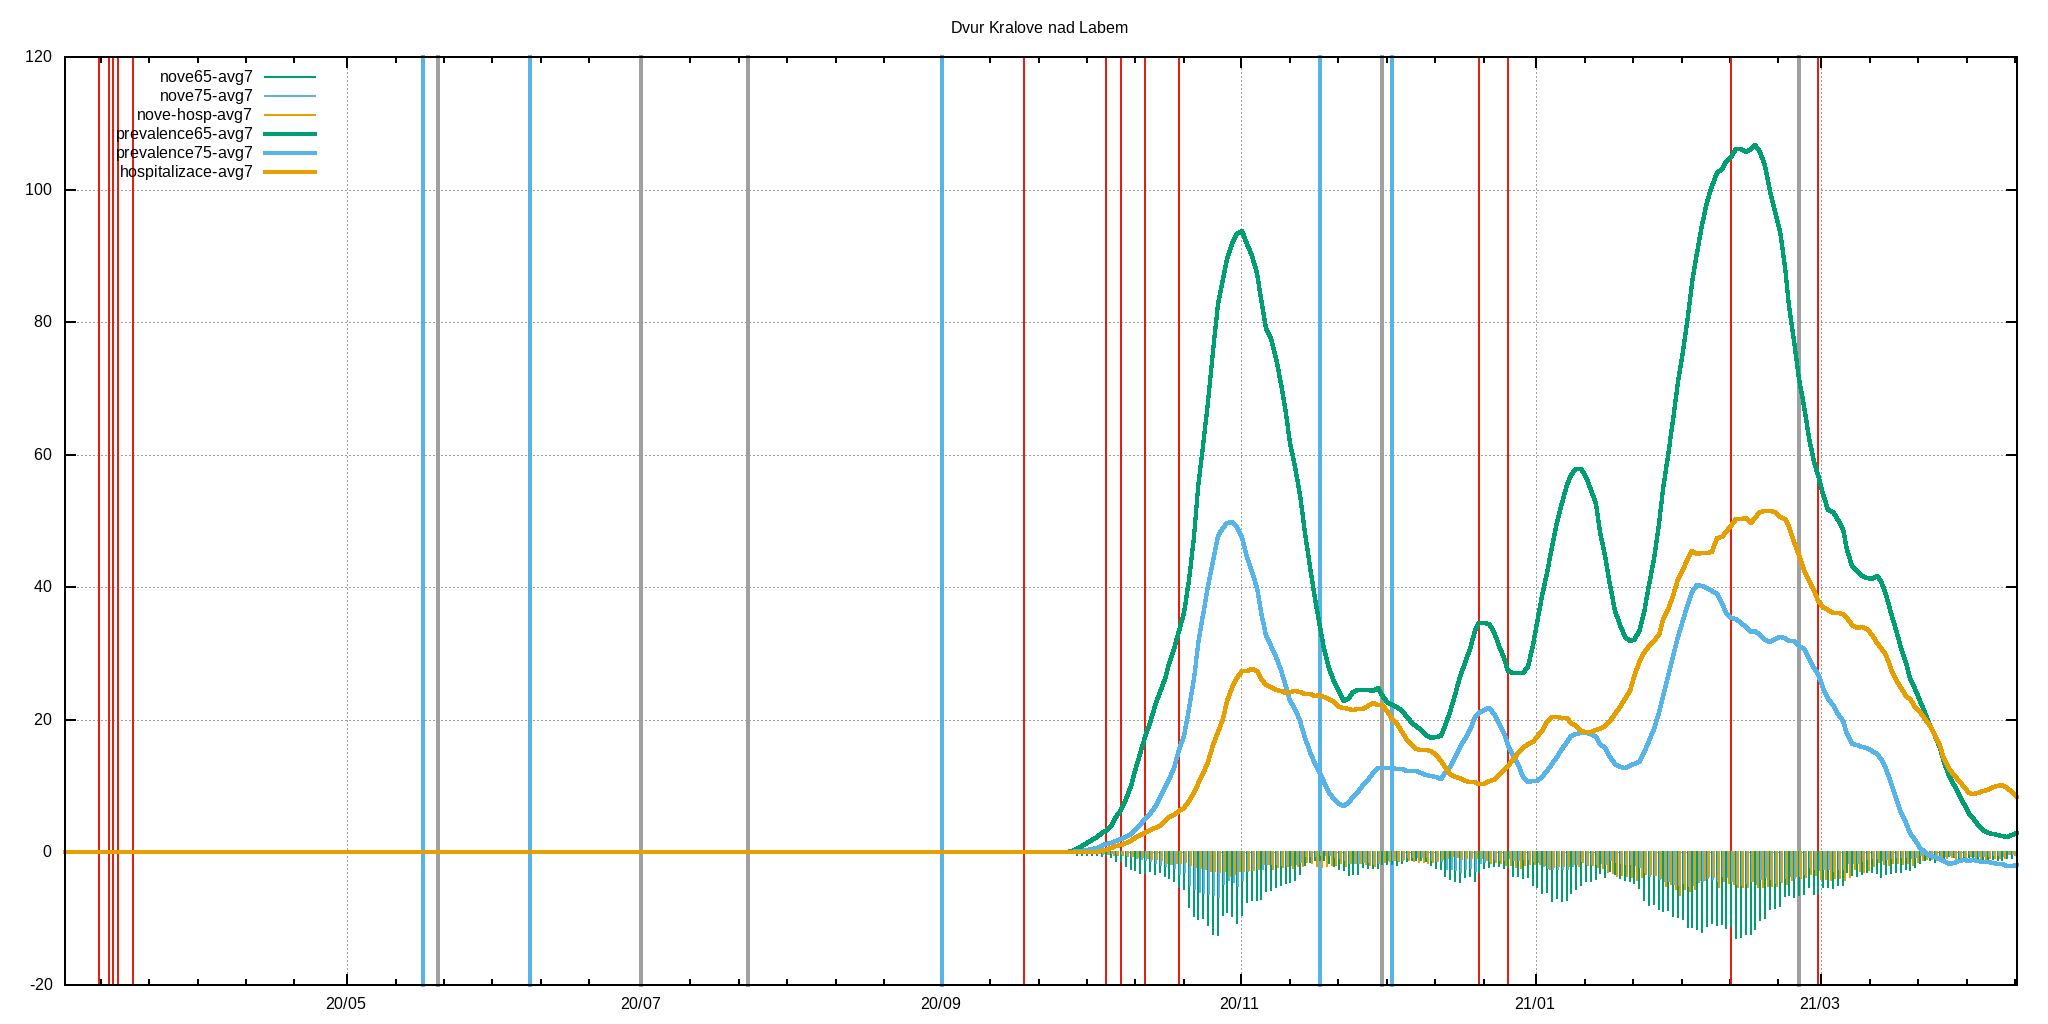 Dvur Kralove nad Labem
120
100
80
60
40
20
0
-20
nove65-avg7
nove75-avg7
nove-hosp-avg7
prevalence65-avg7
prevalence75-avg7
hospitalizace-avg7
20/05
20/07
20/09
20/11
21/01
21/03